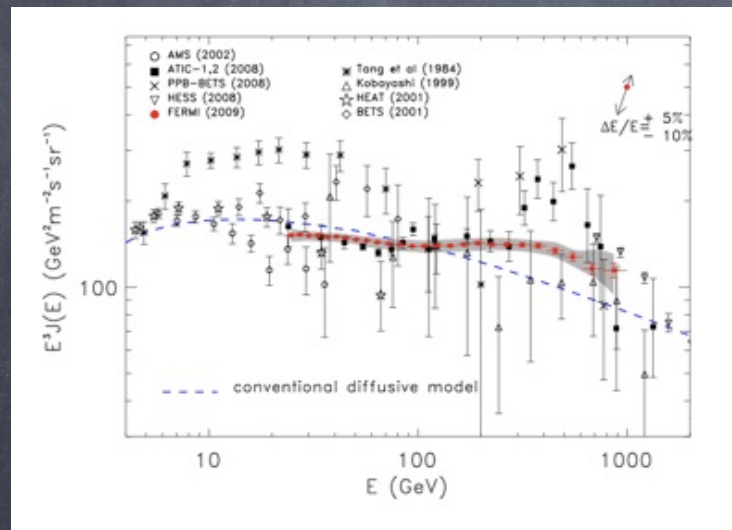 AMS (2002)
ATIC-1,2 (2008)
PPB-BETS (2008)
HESS (2008)
FERMI (2009)
Tang et al (1984)
Kobayashi (1999)
HEAT (2001)
BETS (2001)
ΔE/E=+ 5%
- 10%
E³J(E) (GeV²m⁻²s⁻¹sr⁻¹)
100
conventional diffusive model
10 100 1000
E (GeV)